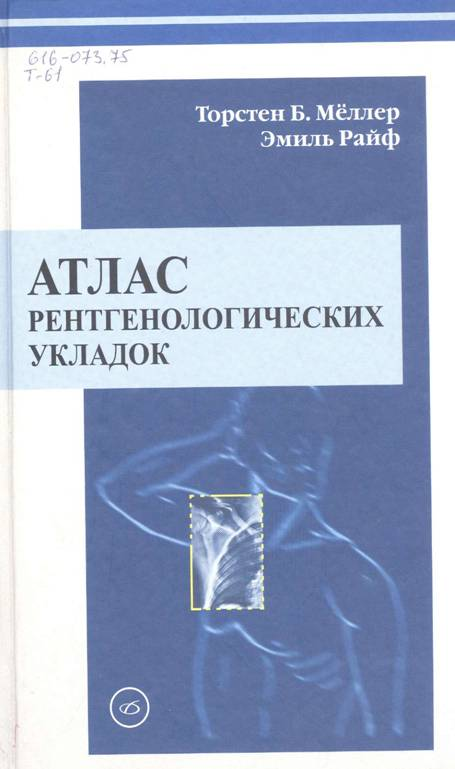 616-073.75
Т-61
Торстен Б. Мёллер
Эмиль Райф
АТЛАС
РЕНТГЕНОЛОГИЧЕСКИХ
УКЛАДОК